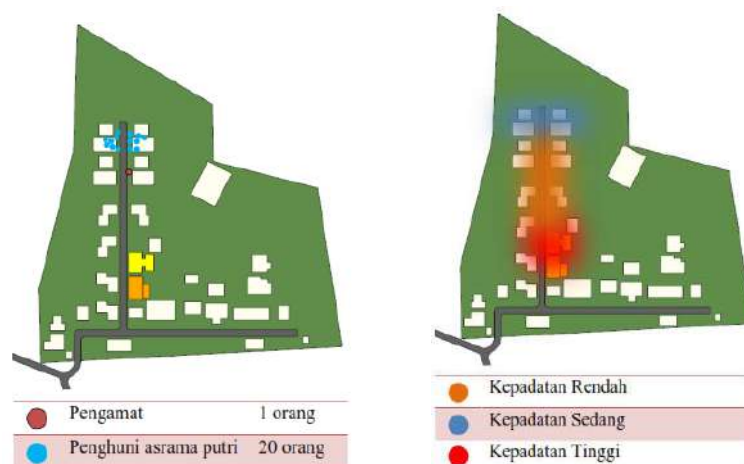 Pengamat 1 orang
Penghuni asrama putri 20 orang
Kepadatan Rendah
Kepadatan Sedang
Kepadatan Tinggi